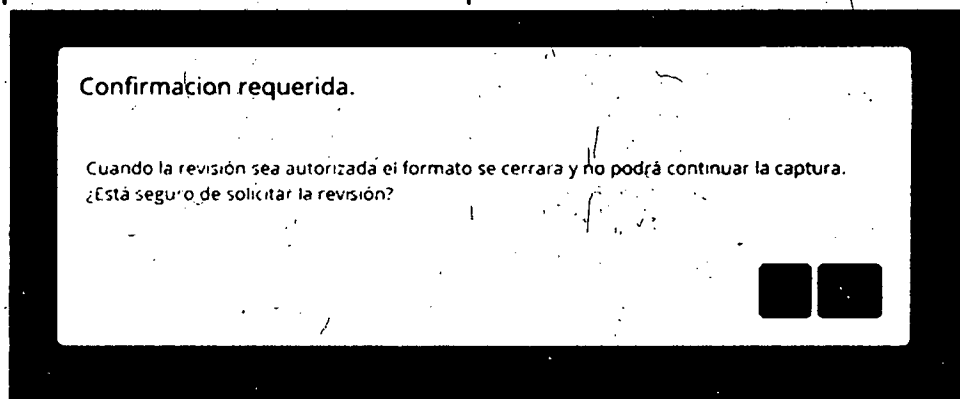 Confirmacion requerida.
Cuando la revisión sea autorizada el formato se cerrara y no podrá continuar la captura.
¿Está seguro de solicitar la revisión?